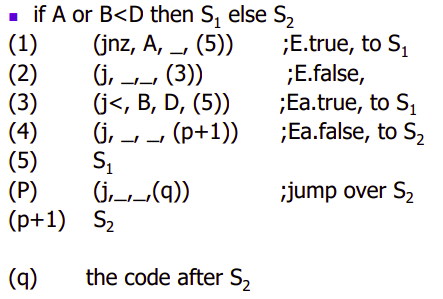 ▪ if A or B<D then S₁ else S₂
(1) (jnz, A, _, (5)) ;E.true, to S₁
(2) (j, _,_, (3)) ;E.false,
(3) (j<, B, D, (5)) ;Ea.true, to S₁
(4) (j, _, _, (p+1)) ;Ea.false, to S₂
(5) S₁
(P) (j,_,_,(q)) ;jump over S₂
(p+1) S₂
(q) the code after S₂